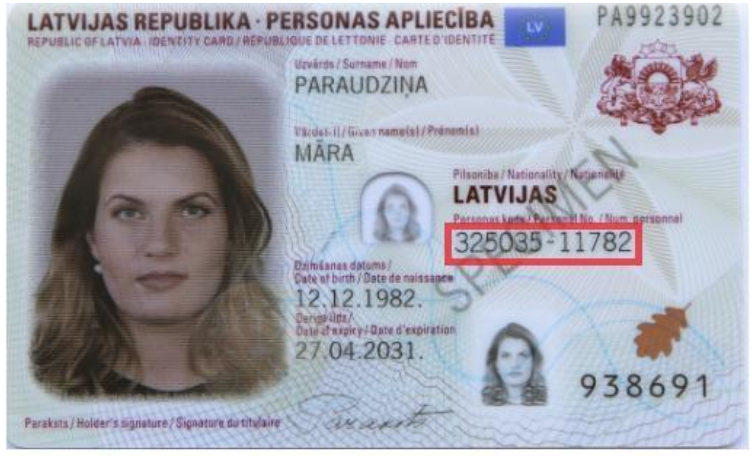 LATVIJAS REPUBLIKA · PERSONAS APLIECĪBA
LV
PA9923902
REPUBLIC OF LATVIA · IDENTITY CARD / RÉPUBLIQUE DE LETTONIE · CARTE D'IDENTITÉ
Uzvārds / Surname / Nom
PARAUDZIŅA
Vārds(-i) / Given name(s) / Prénom(s)
MĀRA
Pilsonība / Nationality / Nationalité
LATVIJAS
Personas kods / Personal No. / Num. personnel
325035-11782
SPECIMEN
Dzimšanas datums /
Date of birth / Date de naissance
12.12.1982.
Derīga līdz /
Date of expiry / Date d'expiration
27.04.2031.
938691
Paraksts / Holder's signature / Signature du titulaire